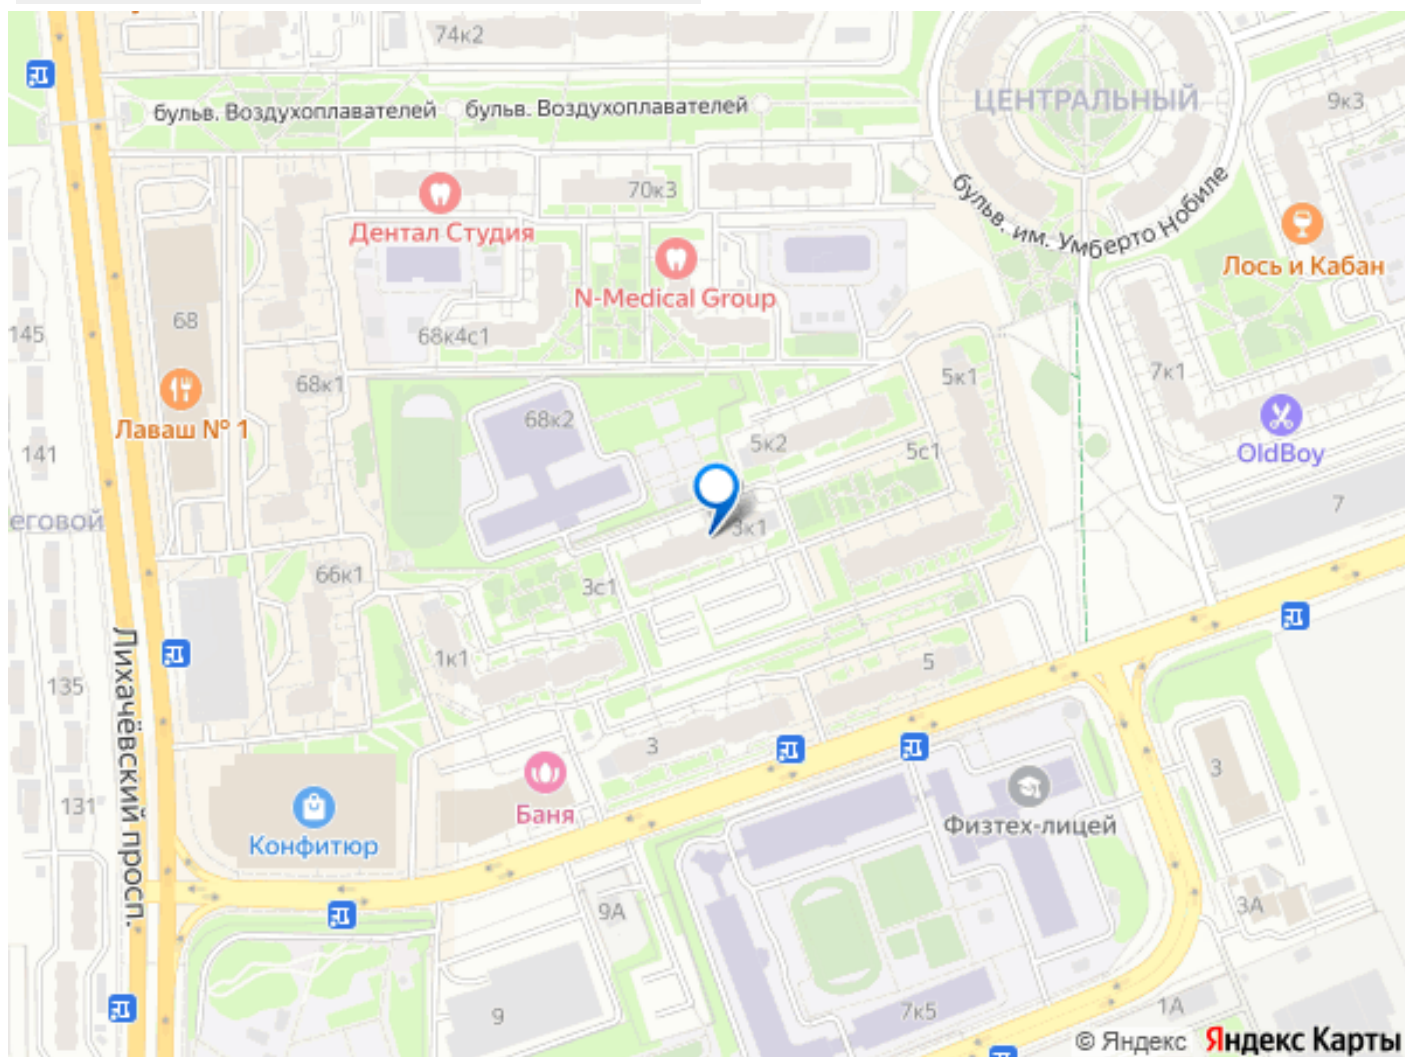 74к2
бульв. Воздухоплавателей
бульв. Воздухоплавателей
ЦЕНТРАЛЬНЫЙ
9к3
70к3
бульв. им. Умберто Нобиле
Дентал Студия
N-Medical Group
Лось и Кабан
145
68
68к4с1
68к1
5к1
7к1
Лаваш № 1
68к2
5к2
5с1
OldBoy
141
еговой
3к1
7
66к1
3с1
Лихачёвский просп.
1к1
5
135
3
3
131
Конфитюр
Баня
Физтех-лицей
9А
3А
9
7к5
1А
© Яндекс
Яндекс Карты